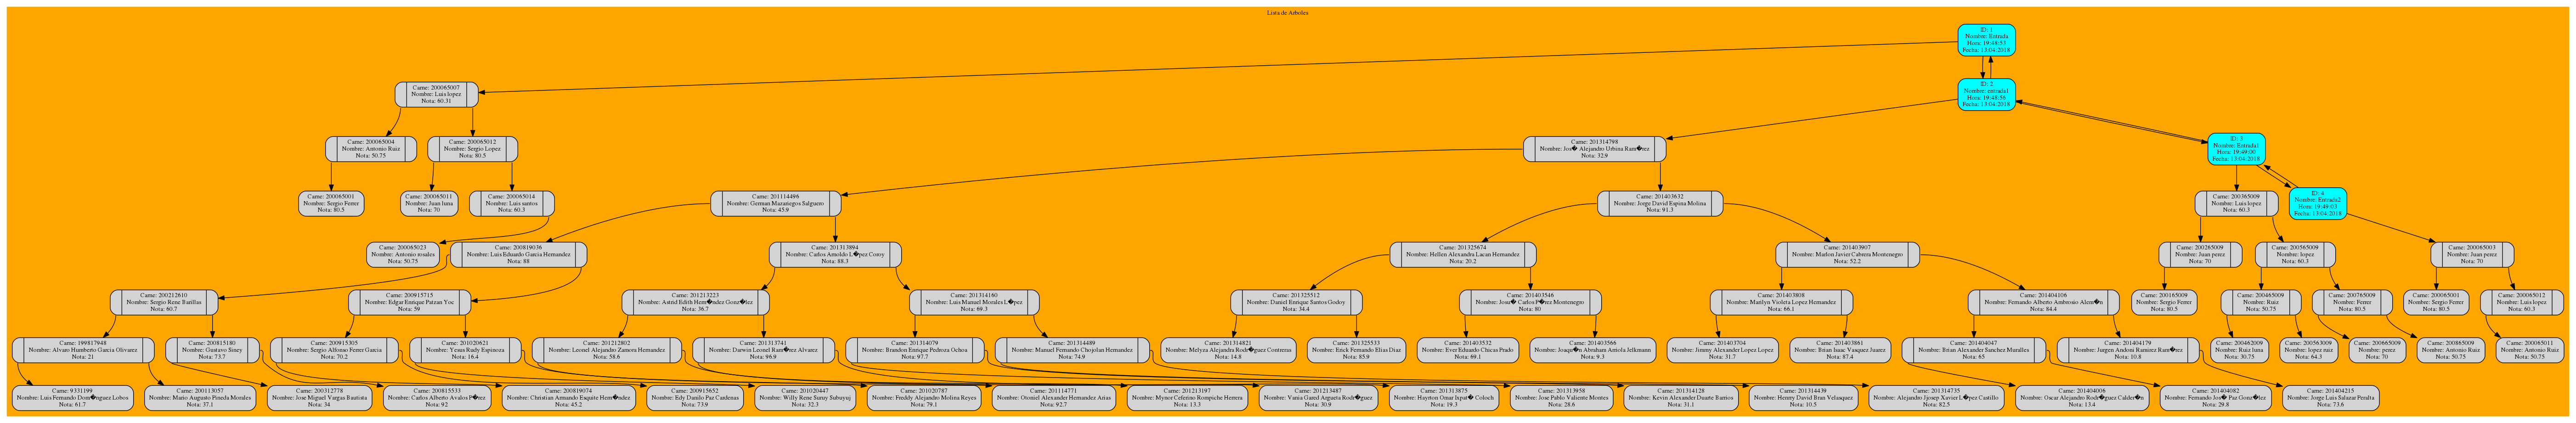 Lista de Arboles
ID: 1
Nombre: Entrada
Hora: 19:48:53
Fecha: 13/04/2018
Carne: 200065007
Nombre: Luis lopez
Nota: 60.31
ID: 2
Nombre: entrada1
Hora: 19:48:56
Fecha: 13/04/2018
Carne: 200065004
Nombre: Antonio Ruiz
Nota: 50.75
Carne: 200065012
Nombre: Sergio Lopez
Nota: 80.5
Carne: 201314798
Nombre: Jos� Alejandro Urbina Ram�rez
Nota: 32.9
ID: 3
Nombre: Entrada1
Hora: 19:49:00
Fecha: 13/04/2018
Carne: 200065001
Nombre: Sergio Ferrer
Nota: 80.5
Carne: 200065011
Nombre: Juan luna
Nota: 70
Carne: 200065014
Nombre: Luis santos
Nota: 60.3
Carne: 201114496
Nombre: German Mazariegos Salguero
Nota: 45.9
Carne: 201403632
Nombre: Jorge David Espina Molina
Nota: 91.3
Carne: 200365009
Nombre: Luis lopez
Nota: 60.3
ID: 4
Nombre: Entrada2
Hora: 19:49:03
Fecha: 13/04/2018
Carne: 200065023
Nombre: Antonio rosales
Nota: 50.75
Carne: 200819036
Nombre: Luis Eduardo Garcia Hernandez
Nota: 88
Carne: 201313894
Nombre: Carlos Arnoldo L�pez Coroy
Nota: 88.3
Carne: 201325674
Nombre: Hellen Alexandra Lacan Hernandez
Nota: 20.2
Carne: 201403907
Nombre: Marlon Javier Cabrera Montenegro
Nota: 52.2
Carne: 200265009
Nombre: Juan perez
Nota: 70
Carne: 200565009
Nombre: lopez
Nota: 60.3
Carne: 200065003
Nombre: Juan perez
Nota: 70
Carne: 200212610
Nombre: Sergio Rene Barillas
Nota: 60.7
Carne: 200915715
Nombre: Edgar Enrique Patzan Yoc
Nota: 59
Carne: 201213223
Nombre: Astrid Edith Hern�ndez Gonz�lez
Nota: 36.7
Carne: 201314160
Nombre: Luis Manuel Morales L�pez
Nota: 69.3
Carne: 201325512
Nombre: Daniel Enrique Santos Godoy
Nota: 34.4
Carne: 201403546
Nombre: Josu� Carlos P�rez Montenegro
Nota: 80
Carne: 201403808
Nombre: Marilyn Violeta Lopez Hernandez
Nota: 66.1
Carne: 201404106
Nombre: Fernando Alberto Ambrosio Alem�n
Nota: 84.4
Carne: 200165009
Nombre: Sergio Ferrer
Nota: 80.5
Carne: 200465009
Nombre: Ruiz
Nota: 50.75
Carne: 200765009
Nombre: Ferrer
Nota: 80.5
Carne: 200065001
Nombre: Sergio Ferrer
Nota: 80.5
Carne: 200065012
Nombre: Luis lopez
Nota: 60.3
Carne: 199817948
Nombre: Alvaro Humberto Garcia Olivarez
Nota: 21
Carne: 200815180
Nombre: Gustavo Sincy
Nota: 73.7
Carne: 200915305
Nombre: Sergio Alfonso Ferrer Garcia
Nota: 70.2
Carne: 201020621
Nombre: Yesus Rudy Espinoza
Nota: 16.4
Carne: 201212802
Nombre: Leonel Alejandro Zamora Hernandez
Nota: 58.6
Carne: 201313741
Nombre: Darwin Leonel Ram�rez Alvarez
Nota: 96.9
Carne: 201314079
Nombre: Brandon Enrique Pedroza Ochoa
Nota: 97.7
Carne: 201314489
Nombre: Manuel Fernando Chojolan Hernandez
Nota: 74.9
Carne: 201314821
Nombre: Melyza Alejandra Rodr�guez Contreras
Nota: 14.8
Carne: 201325533
Nombre: Erick Fernando Elias Diaz
Nota: 85.9
Carne: 201403532
Nombre: Ever Eduardo Chicas Prado
Nota: 69.1
Carne: 201403566
Nombre: Joaqu�n Abraham Arriola Jelkmann
Nota: 9.3
Carne: 201403704
Nombre: Jimmy Alexander Lopez Lopez
Nota: 31.7
Carne: 201403861
Nombre: Brian Isaac Vasquez Juarez
Nota: 87.4
Carne: 201404047
Nombre: Brian Alexander Sanchez Muralles
Nota: 65
Carne: 201404179
Nombre: Jurgen Andoni Ramirez Ram�rez
Nota: 10.8
Carne: 200462009
Nombre: Ruiz luna
Nota: 30.75
Carne: 200563009
Nombre: lopez ruiz
Nota: 64.3
Carne: 200665009
Nombre: perez
Nota: 70
Carne: 200865009
Nombre: Antonio Ruiz
Nota: 50.75
Carne: 200065011
Nombre: Antonio Ruiz
Nota: 50.75
Carne: 9331199
Nombre: Luis Fernando Dom�nguez Lobos
Nota: 61.7
Carne: 200113057
Nombre: Mario Augusto Pineda Morales
Nota: 37.1
Carne: 200312778
Nombre: Jose Miguel Vargas Bautista
Nota: 34
Carne: 200815533
Nombre: Carlos Alberto Avalos P�rez
Nota: 92
Carne: 200819074
Nombre: Christian Armando Esquite Hern�ndez
Nota: 45.2
Carne: 200915652
Nombre: Edy Danilo Paz Cardenas
Nota: 73.9
Carne: 201020447
Nombre: Willy Rene Sunuy Subuyuj
Nota: 32.3
Carne: 201020787
Nombre: Freddy Alejandro Molina Reyes
Nota: 79.1
Carne: 201114771
Nombre: Otoniel Alexander Hernandez Arias
Nota: 92.7
Carne: 201213197
Nombre: Mynor Ceferino Rompiche Herrera
Nota: 13.3
Carne: 201213487
Nombre: Vania Gared Argueta Rodr�guez
Nota: 30.9
Carne: 201313875
Nombre: Hayrton Omar Ixpat� Coloch
Nota: 19.3
Carne: 201313958
Nombre: Jose Pablo Valiente Montes
Nota: 28.6
Carne: 201314128
Nombre: Kevin Alexander Duarte Barrios
Nota: 31.1
Carne: 201314439
Nombre: Henry David Bran Velasquez
Nota: 10.5
Carne: 201314735
Nombre: Alejandro Jjosep Xavier L�pez Castillo
Nota: 82.5
Carne: 201404006
Nombre: Oscar Alejandro Rodr�guez Calder�n
Nota: 13.4
Carne: 201404082
Nombre: Fernando Jos� Paz Gonz�lez
Nota: 29.8
Carne: 201404215
Nombre: Jorge Luis Salazar Peralta
Nota: 73.6